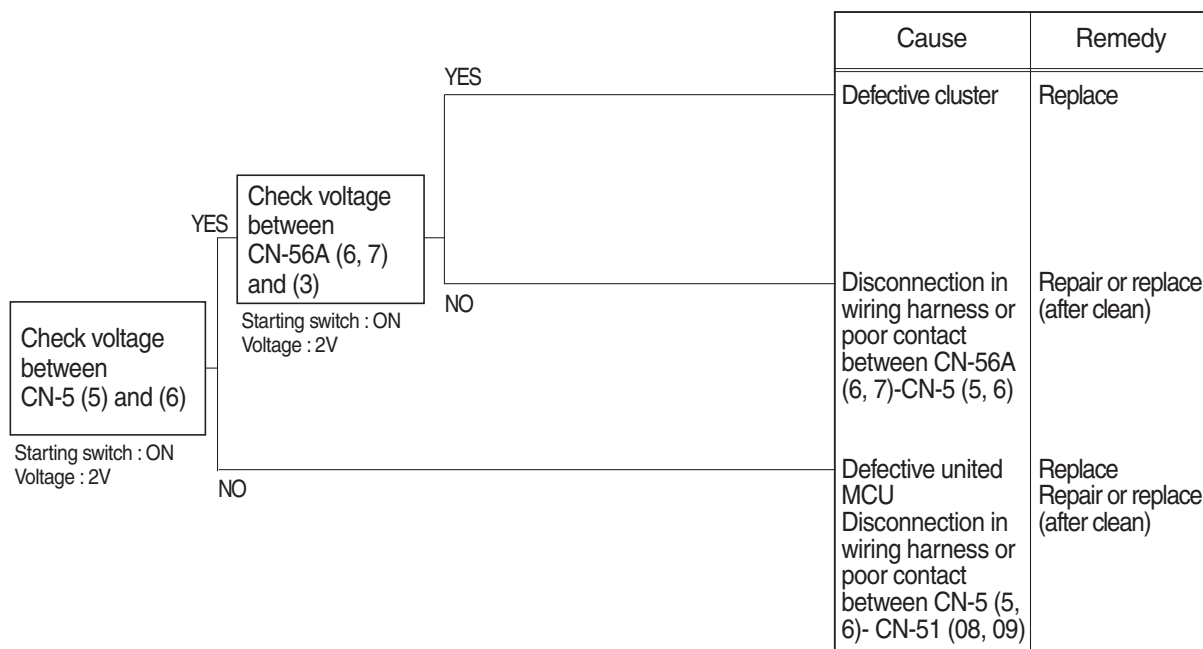 Cause
Remedy
YES
Defective cluster
Replace
Check voltage
between
CN-56A (6, 7)
and (3)
YES
Starting switch : ON
Voltage : 2V
NO
Disconnection in
wiring harness or
poor contact
between CN-56A
(6, 7)-CN-5 (5, 6)
Repair or replace
(after clean)
Check voltage
between
CN-5 (5) and (6)
Starting switch : ON
Voltage : 2V
NO
Defective united
MCU
Disconnection in
wiring harness or
poor contact
between CN-5 (5,
6)- CN-51 (08, 09)
Replace
Repair or replace
(after clean)